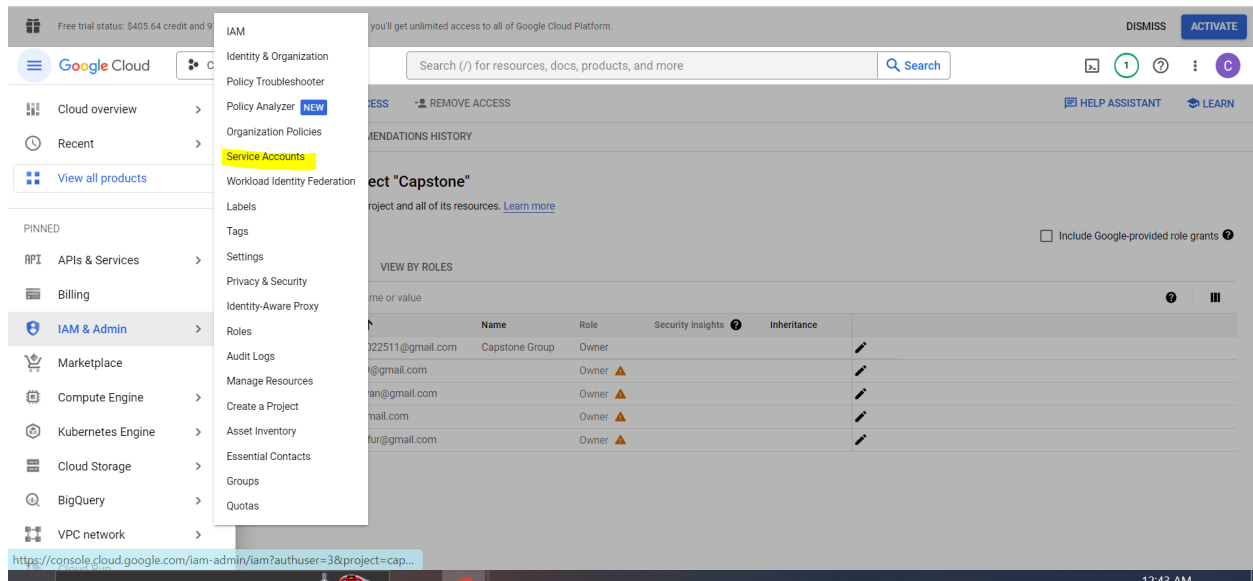 Free trial status: $405.64 credit and 9
you'll get unlimited access to all of Google Cloud Platform.
DISMISS
ACTIVATE
Google Cloud
C
Search (/) for resources, docs, products, and more
Search
1
C
Cloud overview
Recent
View all products
PINNED
API APIs & Services
Billing
IAM & Admin
Marketplace
Compute Engine
Kubernetes Engine
Cloud Storage
BigQuery
VPC network
Cloud Run
https://console.cloud.google.com/iam-admin/iam?authuser=3&project=cap...
IAM
Identity & Organization
Policy Troubleshooter
Policy Analyzer NEW
Organization Policies
Service Accounts
Workload Identity Federation
Labels
Tags
Settings
Privacy & Security
Identity-Aware Proxy
Roles
Audit Logs
Manage Resources
Create a Project
Asset Inventory
Essential Contacts
Groups
Quotas
CESS
REMOVE ACCESS
HELP ASSISTANT
LEARN
MENDATIONS HISTORY
ect "Capstone"
roject and all of its resources. Learn more
Include Google-provided role grants
VIEW BY ROLES
me or value
Name Role Security insights Inheritance
022511@gmail.com Capstone Group Owner
@gmail.com Owner
van@gmail.com Owner
mail.com Owner
fur@gmail.com Owner
12:43 AM